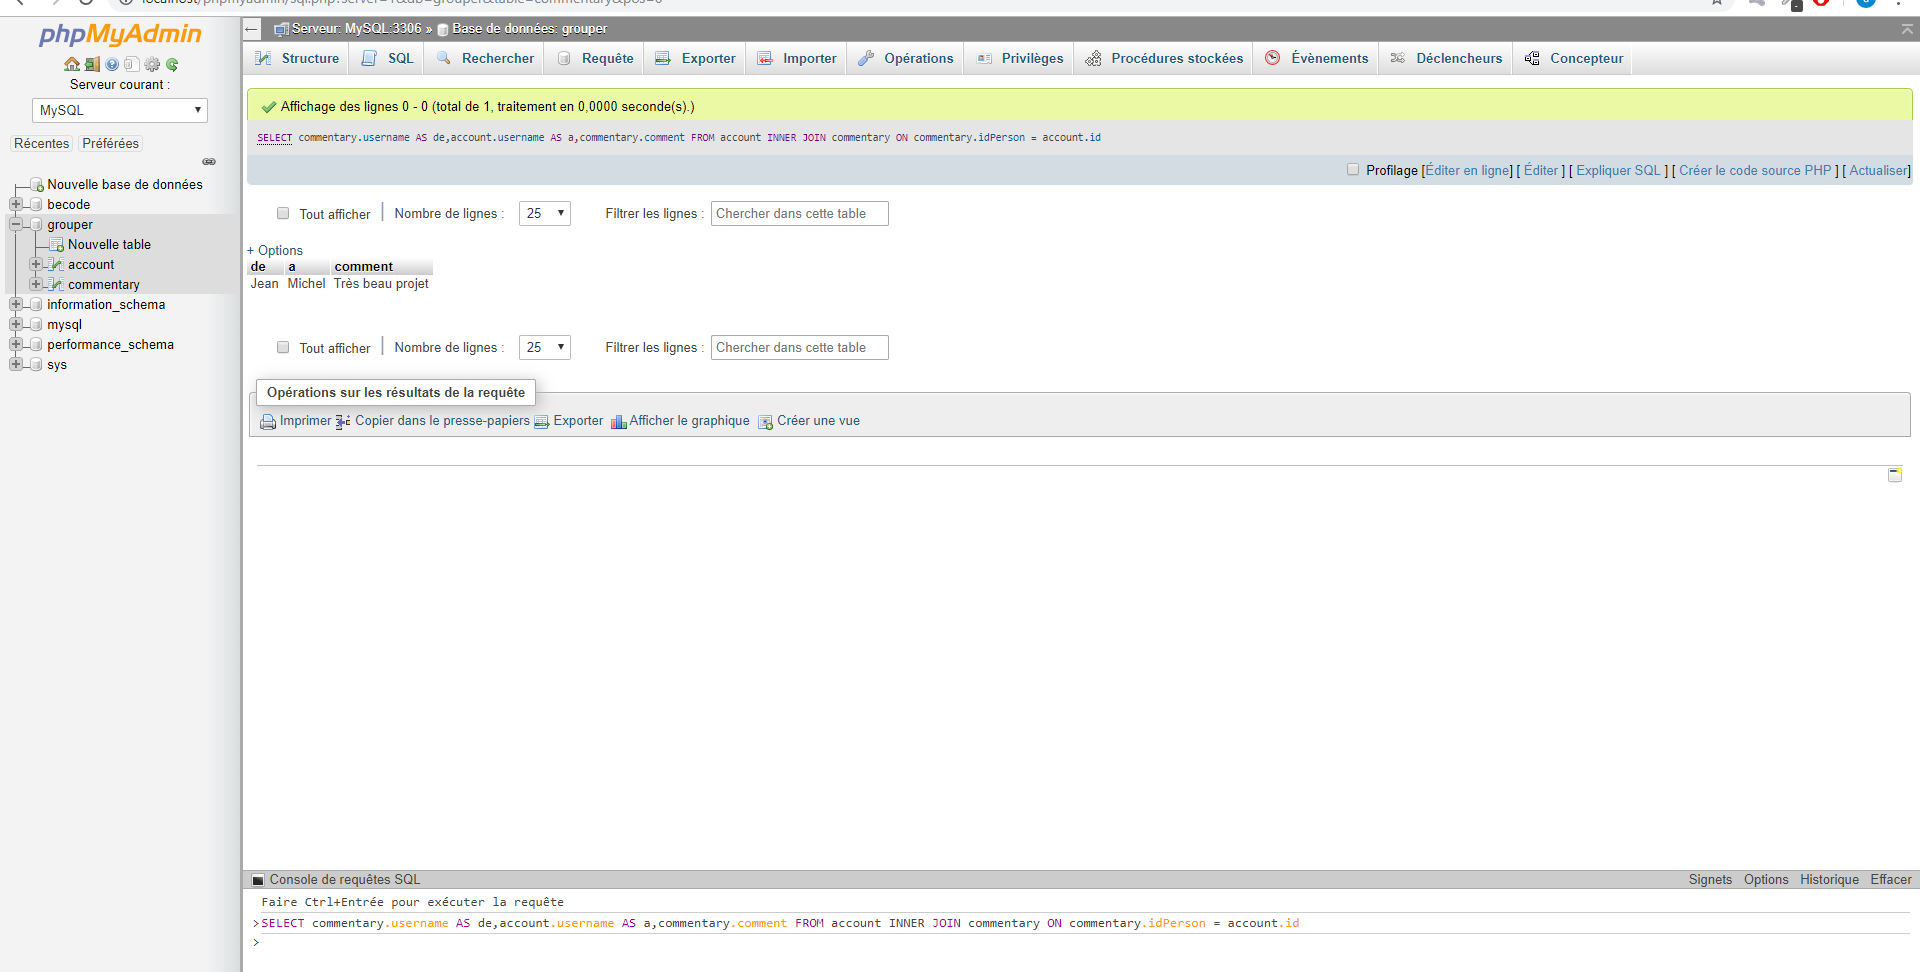 phpMyAdmin
Serveur courant :
MySQL
Récentes Préférées
Nouvelle base de données
becode
grouper
Nouvelle table
account
commentary
information_schema
mysql
performance_schema
sys
Serveur: MySQL:3306 » Base de données: grouper
Structure SQL Rechercher Requête Exporter Importer Opérations Privilèges Procédures stockées Évènements Déclencheurs Concepteur
Affichage des lignes 0 - 0 (total de 1, traitement en 0,0000 seconde(s).)
SELECT commentary.username AS de,account.username AS a,commentary.comment FROM account INNER JOIN commentary ON commentary.idPerson = account.id
Profilage [Éditer en ligne] [ Éditer ] [ Expliquer SQL ] [ Créer le code source PHP ] [ Actualiser]
Tout afficher | Nombre de lignes : 25 Filtrer les lignes : Chercher dans cette table
+ Options
de a comment
Jean Michel Très beau projet
Tout afficher | Nombre de lignes : 25 Filtrer les lignes : Chercher dans cette table
Opérations sur les résultats de la requête
Imprimer Copier dans le presse-papiers Exporter Afficher le graphique Créer une vue
Console de requêtes SQL Signets Options Historique Effacer
Faire Ctrl+Entrée pour exécuter la requête
>SELECT commentary.username AS de,account.username AS a,commentary.comment FROM account INNER JOIN commentary ON commentary.idPerson = account.id
>